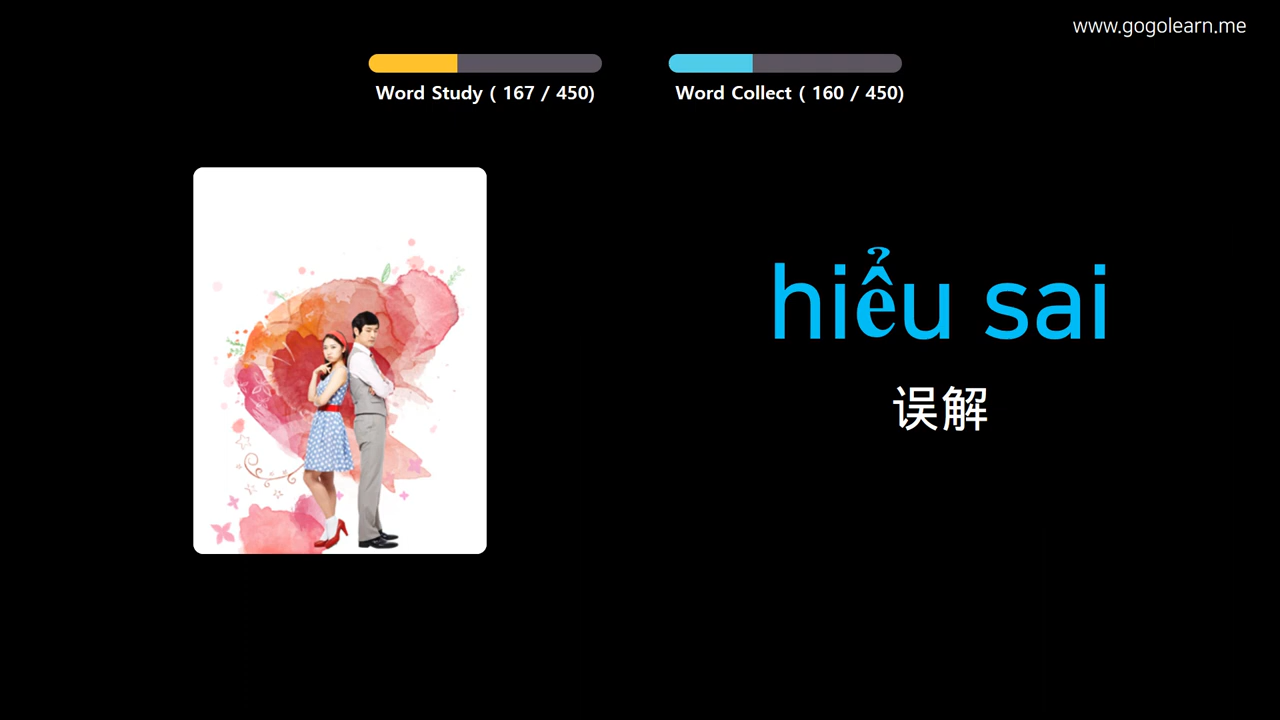 www.gogolearn.me
Word Study ( 167 / 450)
Word Collect ( 160 / 450)
hiểu sai
误解